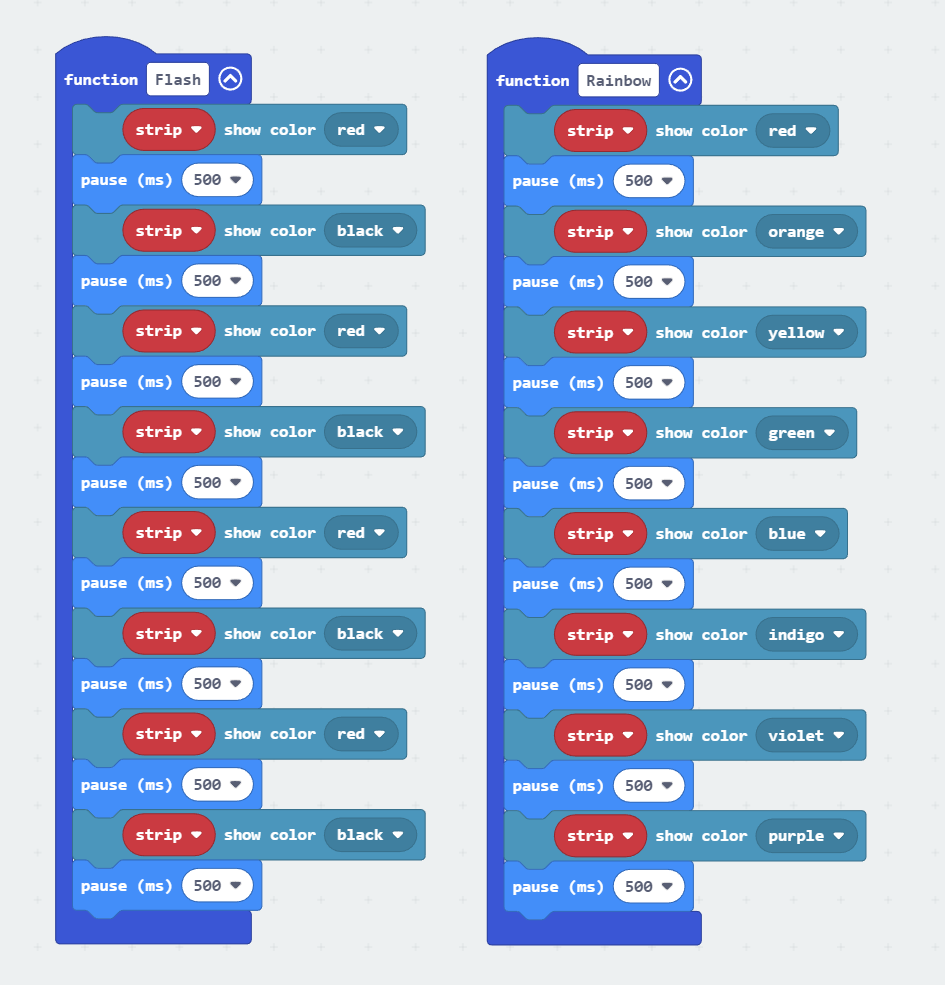 function Flash
strip show color red
pause (ms) 500
strip show color black
pause (ms) 500
strip show color red
pause (ms) 500
strip show color black
pause (ms) 500
strip show color red
pause (ms) 500
strip show color black
pause (ms) 500
strip show color red
pause (ms) 500
strip show color black
pause (ms) 500
function Rainbow
strip show color red
pause (ms) 500
strip show color orange
pause (ms) 500
strip show color yellow
pause (ms) 500
strip show color green
pause (ms) 500
strip show color blue
pause (ms) 500
strip show color indigo
pause (ms) 500
strip show color violet
pause (ms) 500
strip show color purple
pause (ms) 500